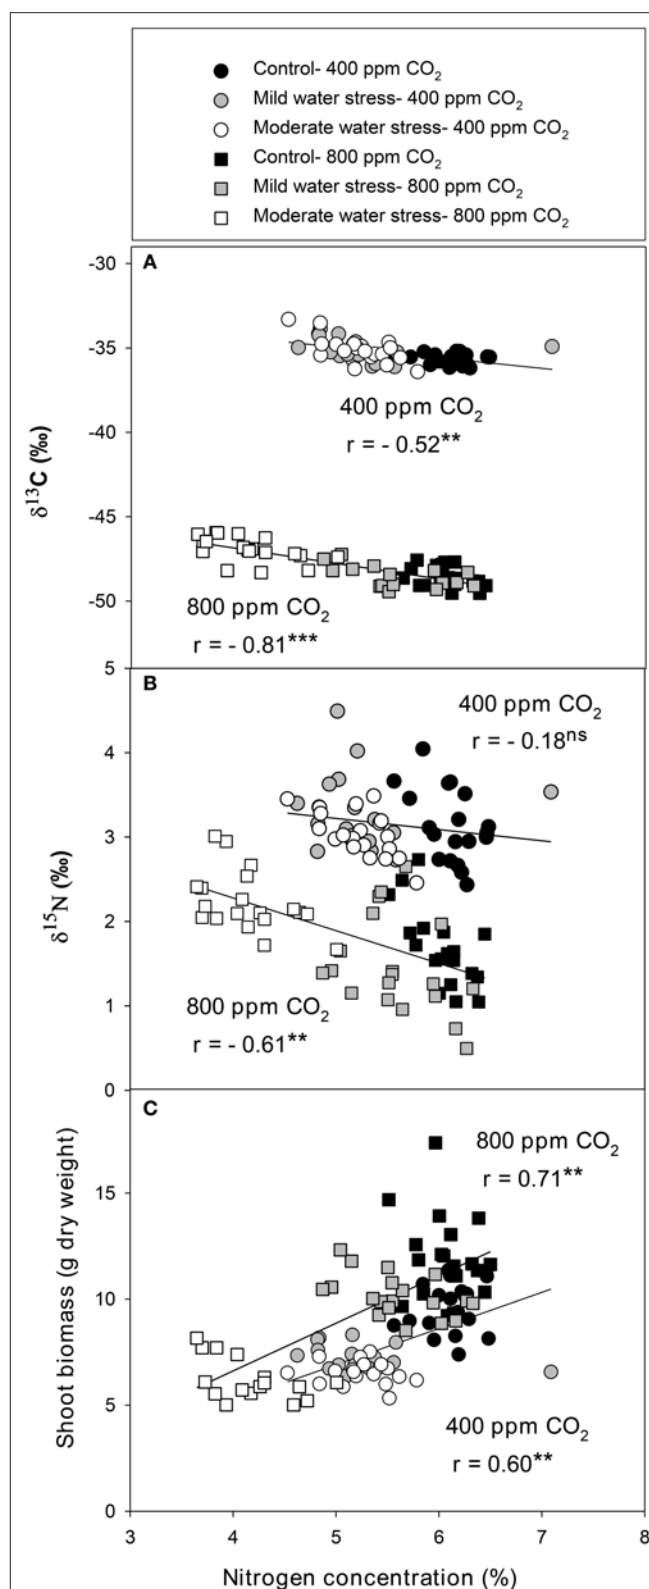 Control- 400 ppm CO₂
Mild water stress- 400 ppm CO₂
Moderate water stress- 400 ppm CO₂
Control- 800 ppm CO₂
Mild water stress- 800 ppm CO₂
Moderate water stress- 800 ppm CO₂
A
-30
-35
-40
-45
-50
δ¹³C (‰)
400 ppm CO₂
r = - 0.52**
800 ppm CO₂
r = - 0.81***
B
5
4
3
2
1
0
δ¹⁵N (‰)
400 ppm CO₂
r = - 0.18ⁿˢ
800 ppm CO₂
r = - 0.61**
C
15
10
5
0
Shoot biomass (g dry weight)
800 ppm CO₂
r = 0.71**
400 ppm CO₂
r = 0.60**
3 4 5 6 7 8
Nitrogen concentration (%)